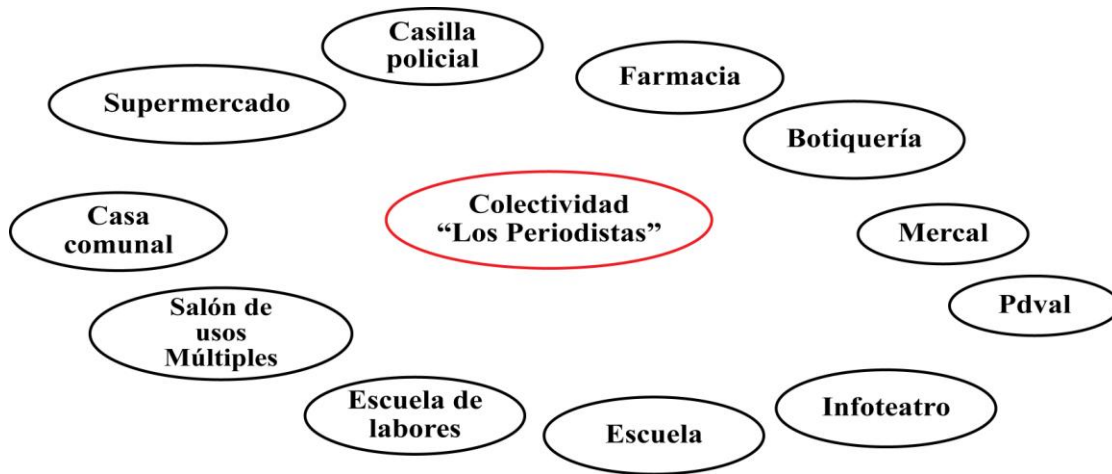 Casilla
policial
Farmacia
Supermercado
Botiquería
Colectividad
“Los Periodistas”
Casa
comunal
Mercal
Pdval
Salón de
usos
Múltiples
Escuela de
labores
Escuela
Infoteatro